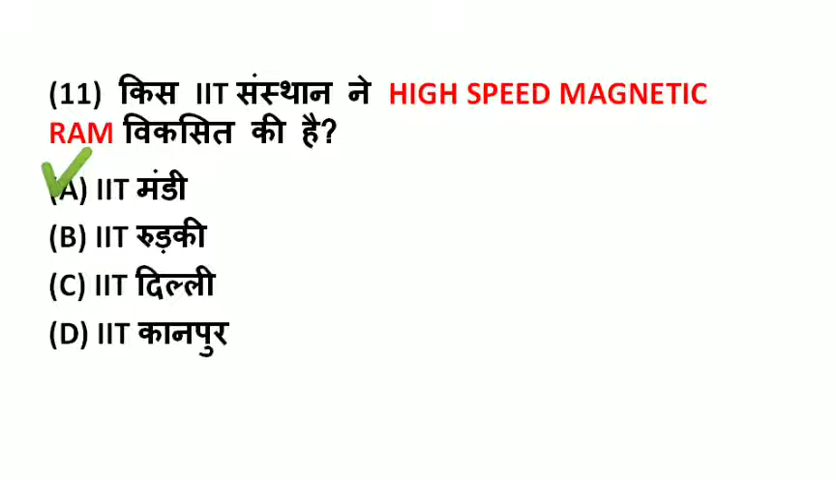 (11) किस IIT संस्थान ने HIGH SPEED MAGNETIC
RAM विकसित की है?
(A) IIT मंडी
(B) IIT रुड़की
(C) IIT दिल्ली
(D) IIT कानपुर